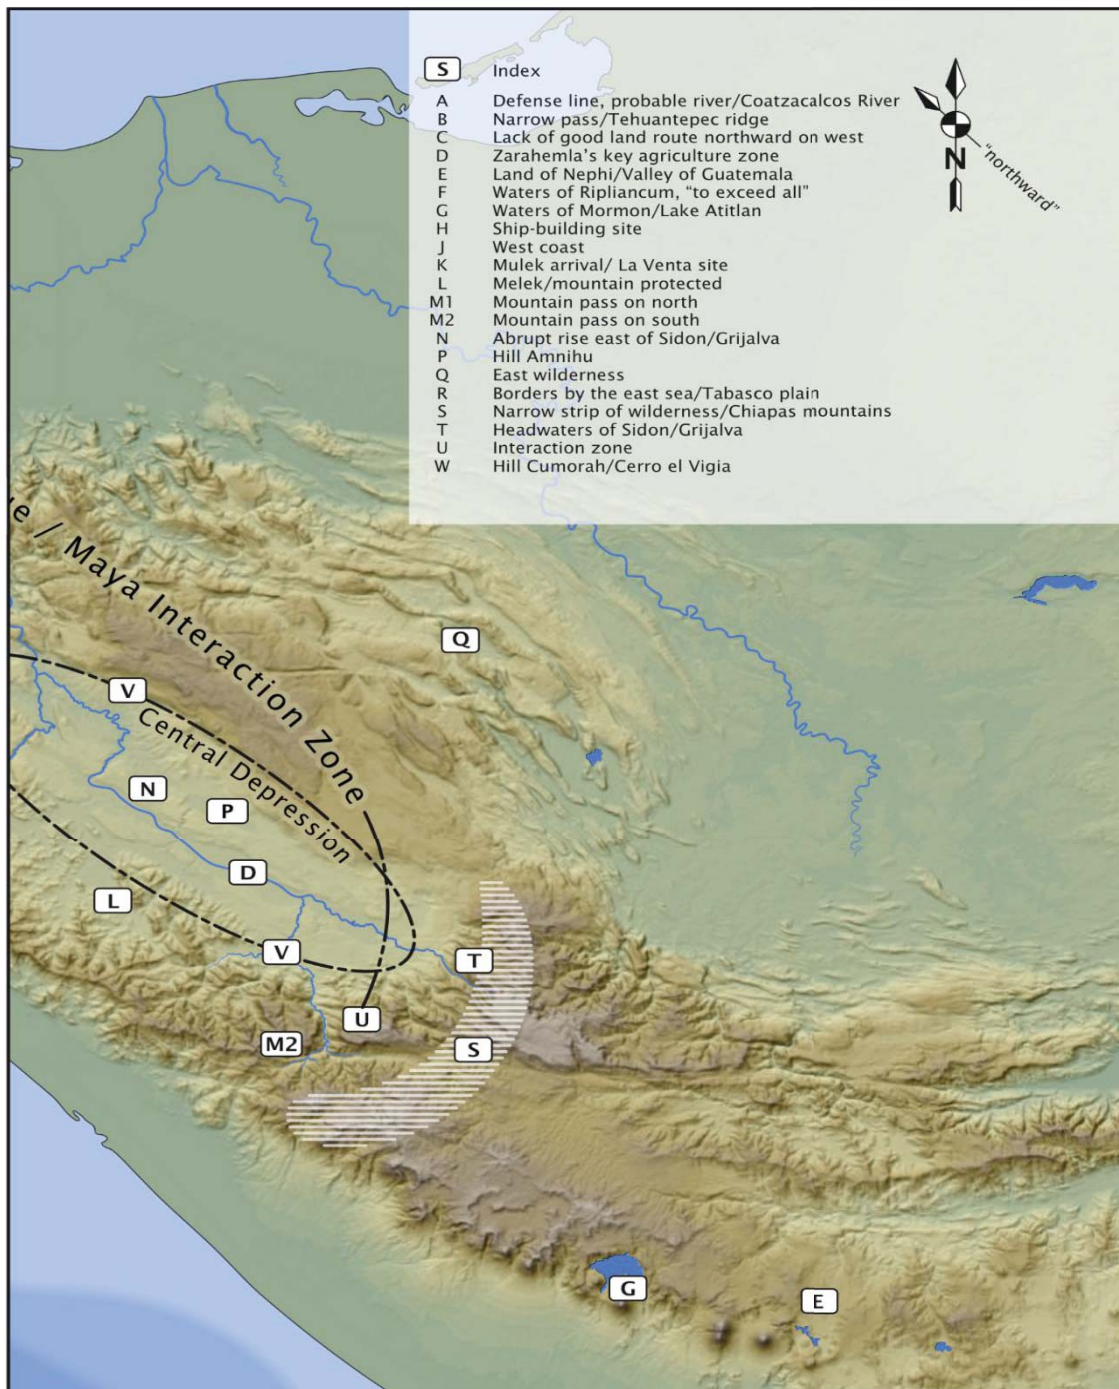 S Index
A Defense line, probable river/Coatzacalcos River
B Narrow pass/Tehuantepec ridge
C Lack of good land route northward on west
D Zarahemla's key agriculture zone
E Land of Nephi/Valley of Guatemala
F Waters of Ripliancum, "to exceed all"
G Waters of Mormon/Lake Atitlan
H Ship-building site
J West coast
K Mulek arrival/ La Venta site
L Melek/mountain protected
M1 Mountain pass on north
M2 Mountain pass on south
N Abrupt rise east of Sidon/Grijalva
P Hill Amnihu
Q East wilderness
R Borders by the east sea/Tabasco plain
S Narrow strip of wilderness/Chiapas mountains
T Headwaters of Sidon/Grijalva
U Interaction zone
W Hill Cumorah/Cerro el Vigia
N
"northward"
/ Maya Interaction Zone
Q
V
Central Depression
N
P
D
L
V
T
U
M2
S
G
E